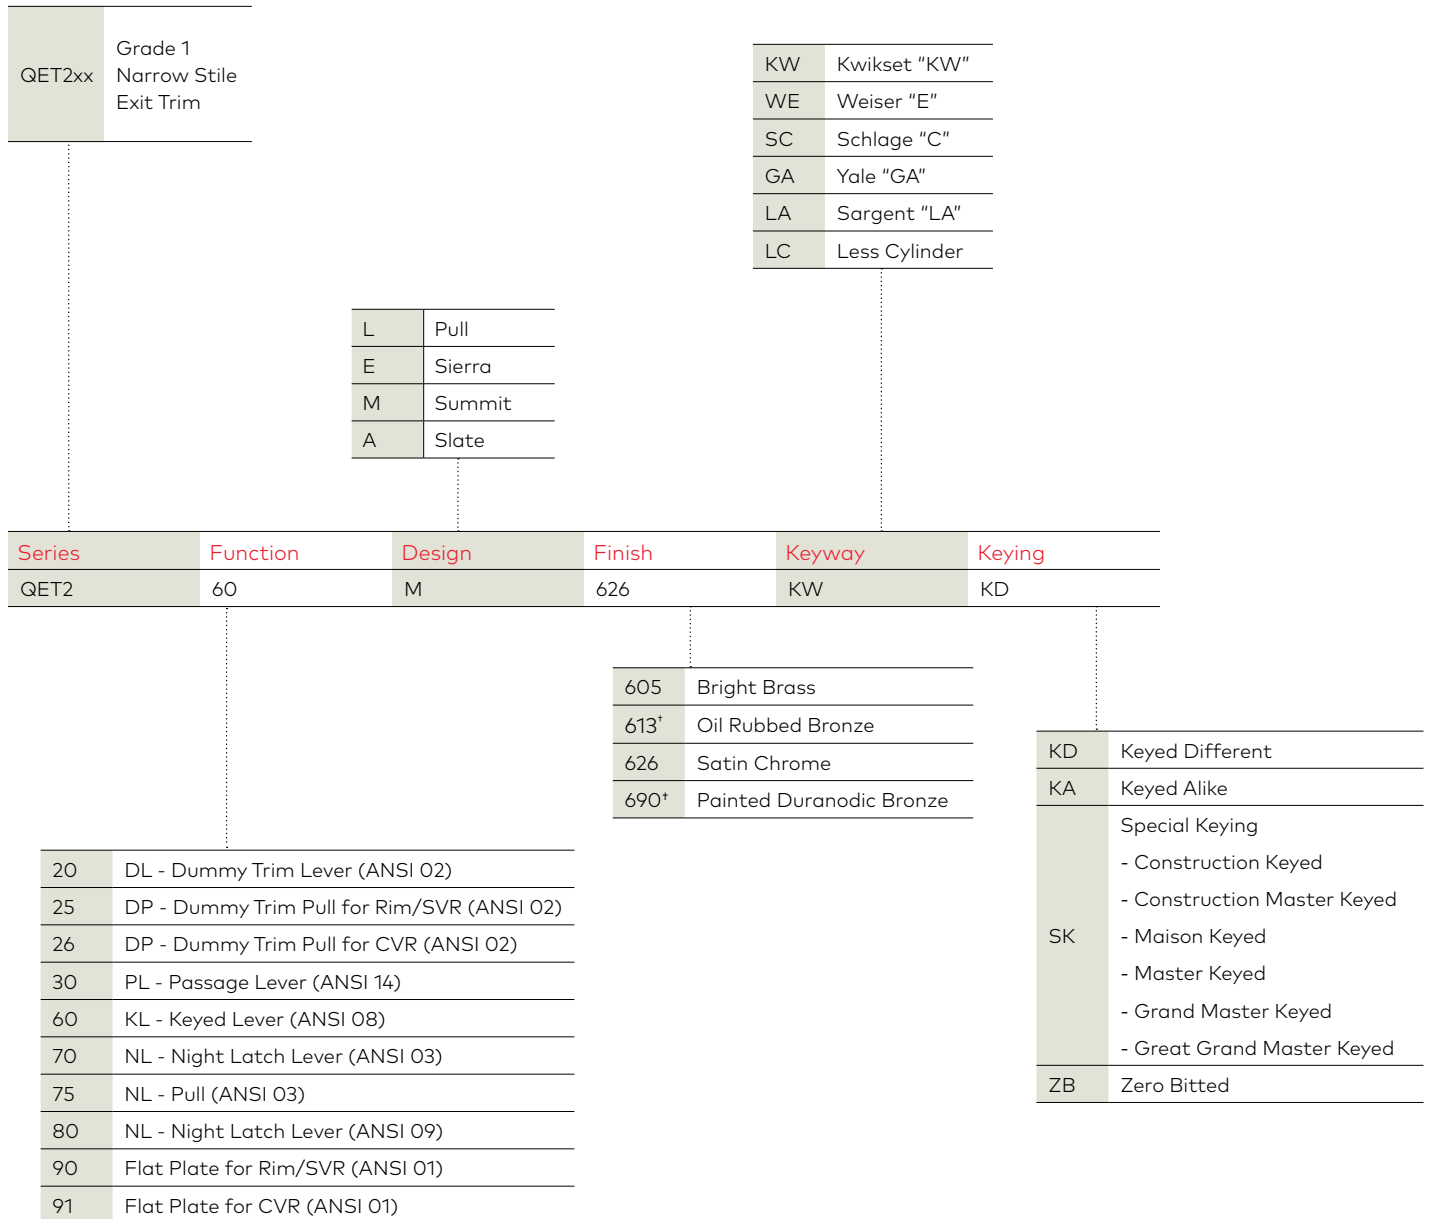 QET2xx
Grade 1
Narrow Stile
Exit Trim
KW Kwikset “KW”
WE Weiser “E”
SC Schlage “C”
GA Yale “GA”
LA Sargent “LA”
LC Less Cylinder
L Pull
E Sierra
M Summit
A Slate
Series Function Design Finish Keyway Keying
QET2 60 M 626 KW KD
605 Bright Brass
613† Oil Rubbed Bronze
626 Satin Chrome
690† Painted Duranodic Bronze
KD Keyed Different
KA Keyed Alike
SK
Special Keying
- Construction Keyed
- Construction Master Keyed
- Maison Keyed
- Master Keyed
- Grand Master Keyed
- Great Grand Master Keyed
ZB Zero Bitted
20 DL - Dummy Trim Lever (ANSI 02)
25 DP - Dummy Trim Pull for Rim/SVR (ANSI 02)
26 DP - Dummy Trim Pull for CVR (ANSI 02)
30 PL - Passage Lever (ANSI 14)
60 KL - Keyed Lever (ANSI 08)
70 NL - Night Latch Lever (ANSI 03)
75 NL - Pull (ANSI 03)
80 NL - Night Latch Lever (ANSI 09)
90 Flat Plate for Rim/SVR (ANSI 01)
91 Flat Plate for CVR (ANSI 01)